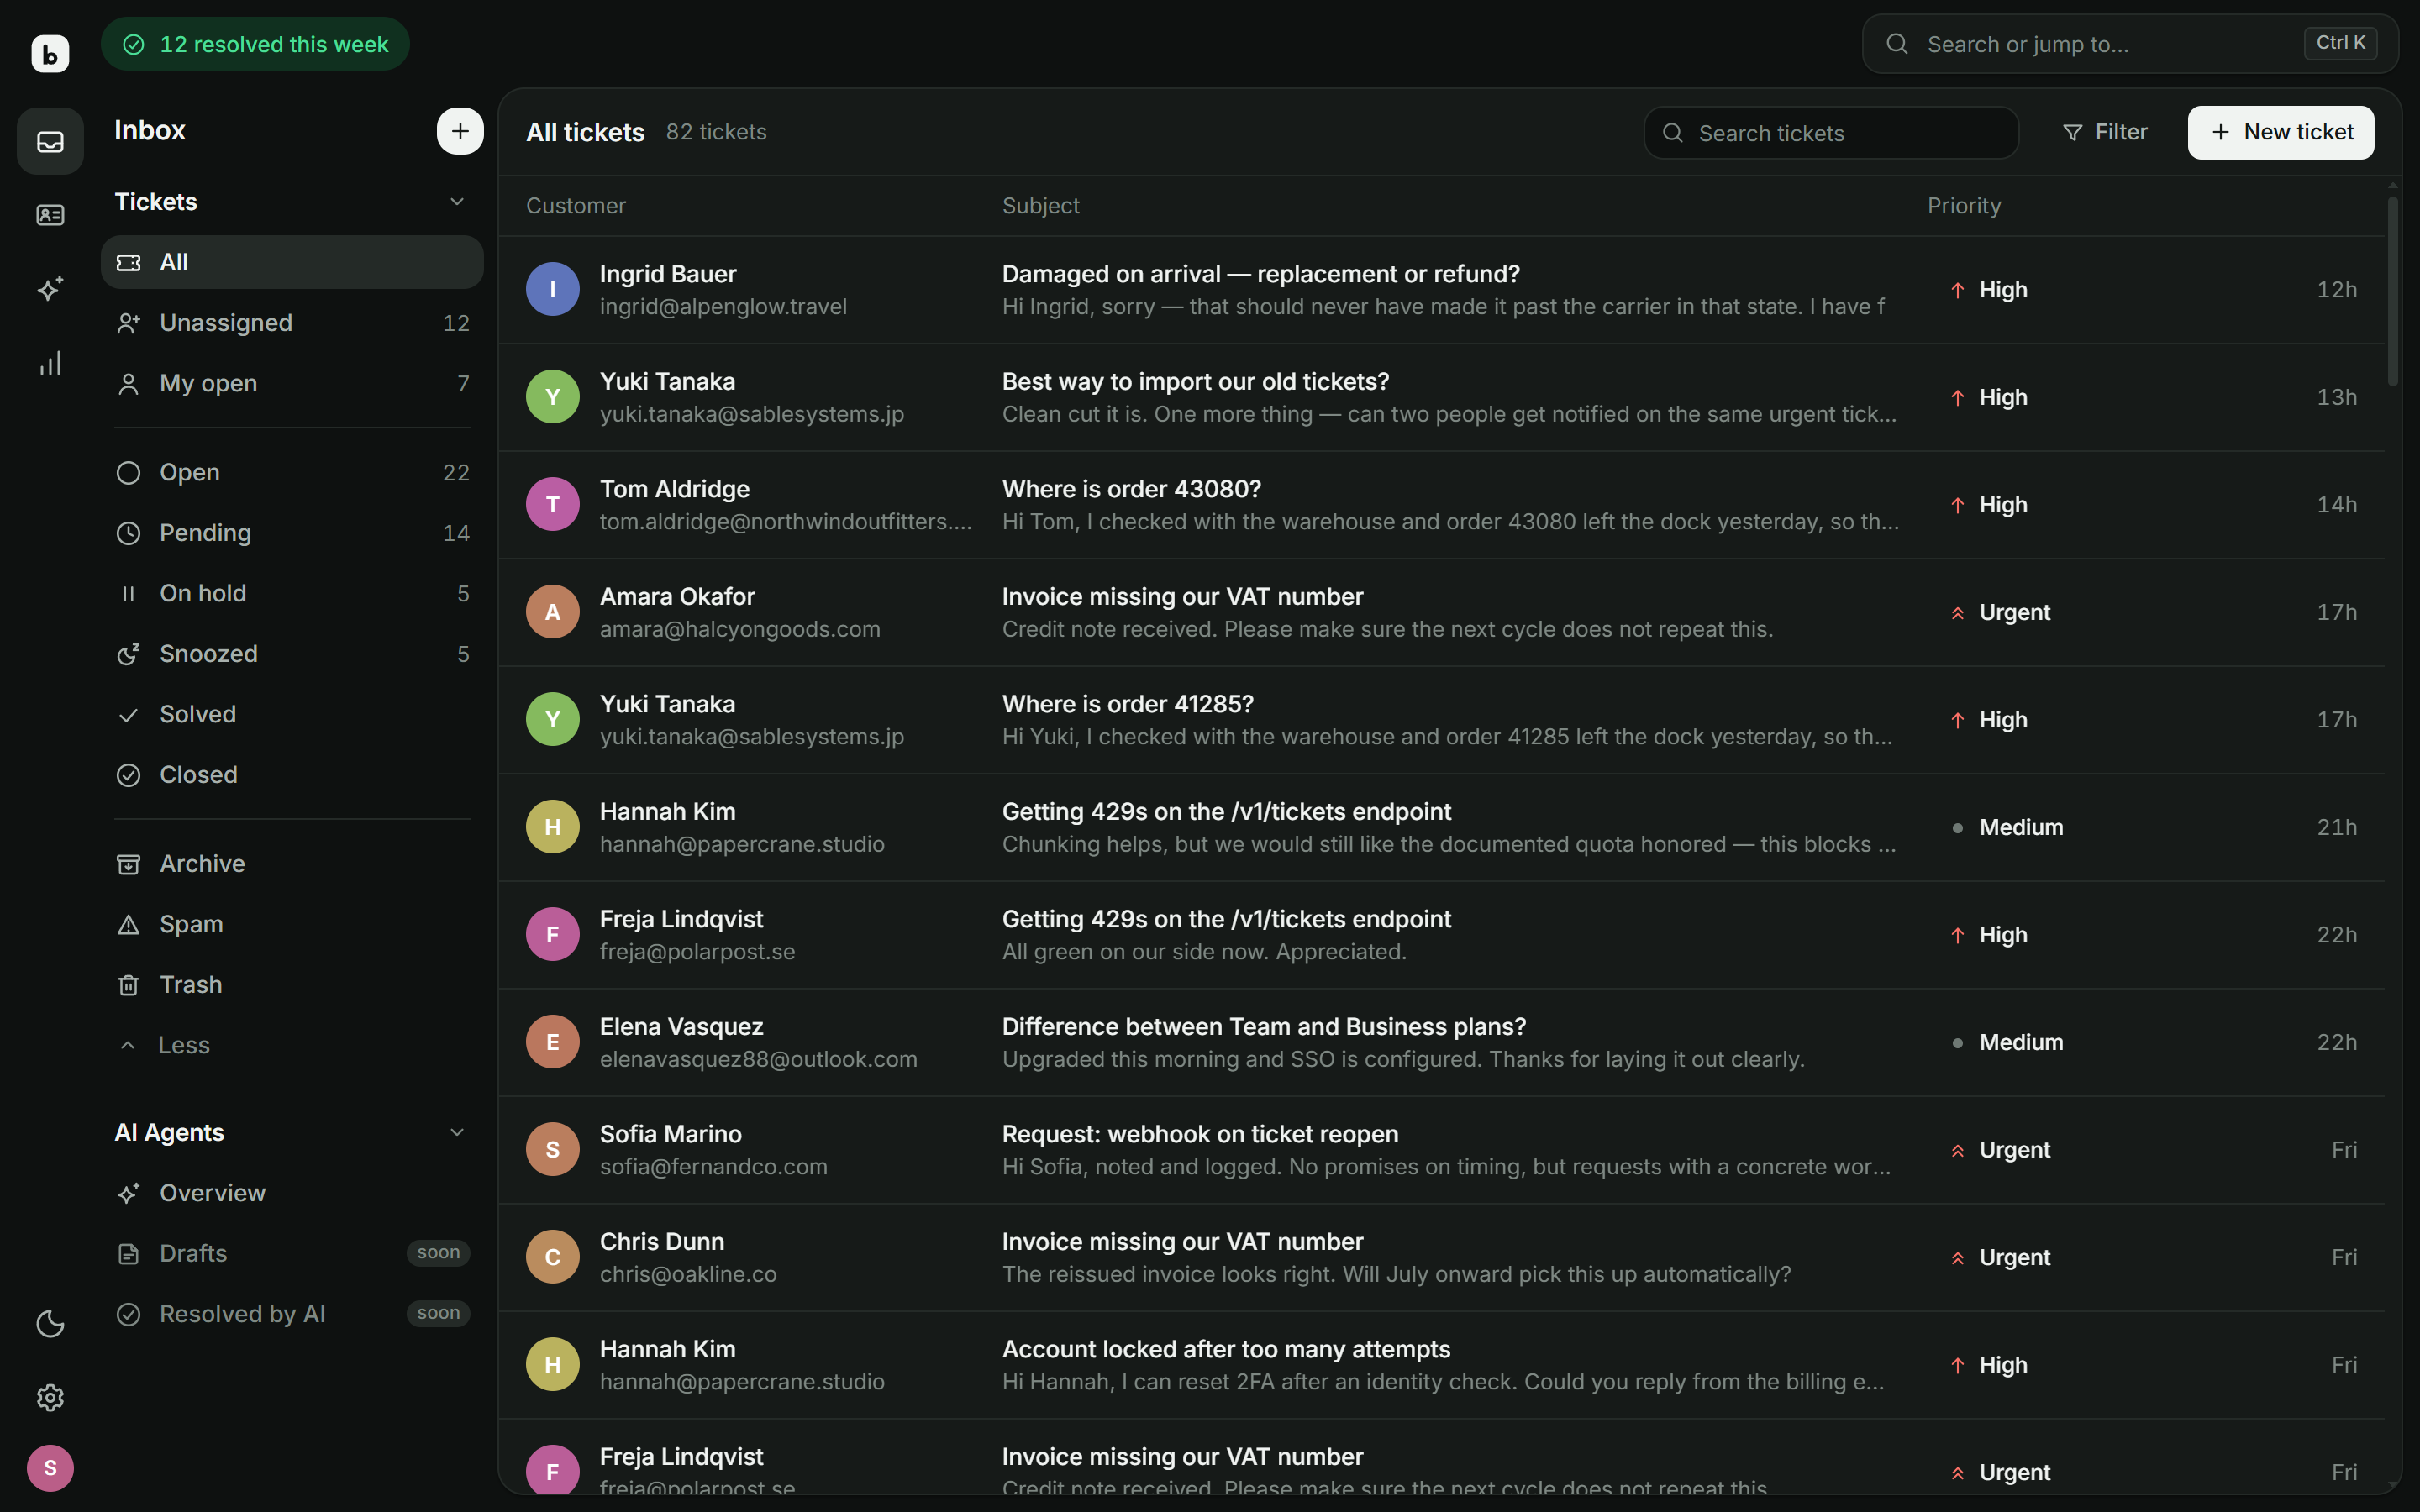 b
12 resolved this week
Search or jump to...
Ctrl K
Inbox
Tickets
All
Unassigned 12
My open 7
Open 22
Pending 14
On hold 5
Snoozed 5
Solved
Closed
Archive
Spam
Trash
Less
AI Agents
Overview
Drafts soon
Resolved by AI soon
S
All tickets 82 tickets
Search tickets
Filter
New ticket
Customer Subject Priority
I Ingrid Bauer
ingrid@alpenglow.travel
Damaged on arrival — replacement or refund?
Hi Ingrid, sorry — that should never have made it past the carrier in that state. I have f
High 12h
Y Yuki Tanaka
yuki.tanaka@sablesystems.jp
Best way to import our old tickets?
Clean cut it is. One more thing — can two people get notified on the same urgent tick...
High 13h
T Tom Aldridge
tom.aldridge@northwindoutfitters....
Where is order 43080?
Hi Tom, I checked with the warehouse and order 43080 left the dock yesterday, so th...
High 14h
A Amara Okafor
amara@halcyongoods.com
Invoice missing our VAT number
Credit note received. Please make sure the next cycle does not repeat this.
Urgent 17h
Y Yuki Tanaka
yuki.tanaka@sablesystems.jp
Where is order 41285?
Hi Yuki, I checked with the warehouse and order 41285 left the dock yesterday, so th...
High 17h
H Hannah Kim
hannah@papercrane.studio
Getting 429s on the /v1/tickets endpoint
Chunking helps, but we would still like the documented quota honored — this blocks ...
Medium 21h
F Freja Lindqvist
freja@polarpost.se
Getting 429s on the /v1/tickets endpoint
All green on our side now. Appreciated.
High 22h
E Elena Vasquez
elenavasquez88@outlook.com
Difference between Team and Business plans?
Upgraded this morning and SSO is configured. Thanks for laying it out clearly.
Medium 22h
S Sofia Marino
sofia@fernandco.com
Request: webhook on ticket reopen
Hi Sofia, noted and logged. No promises on timing, but requests with a concrete wor...
Urgent Fri
C Chris Dunn
chris@oakline.co
Invoice missing our VAT number
The reissued invoice looks right. Will July onward pick this up automatically?
Urgent Fri
H Hannah Kim
hannah@papercrane.studio
Account locked after too many attempts
Hi Hannah, I can reset 2FA after an identity check. Could you reply from the billing e...
High Fri
F Freja Lindqvist
freja@polarpost.se
Invoice missing our VAT number
Credit note received. Please make sure the next cycle does not repeat this.
Urgent Fri